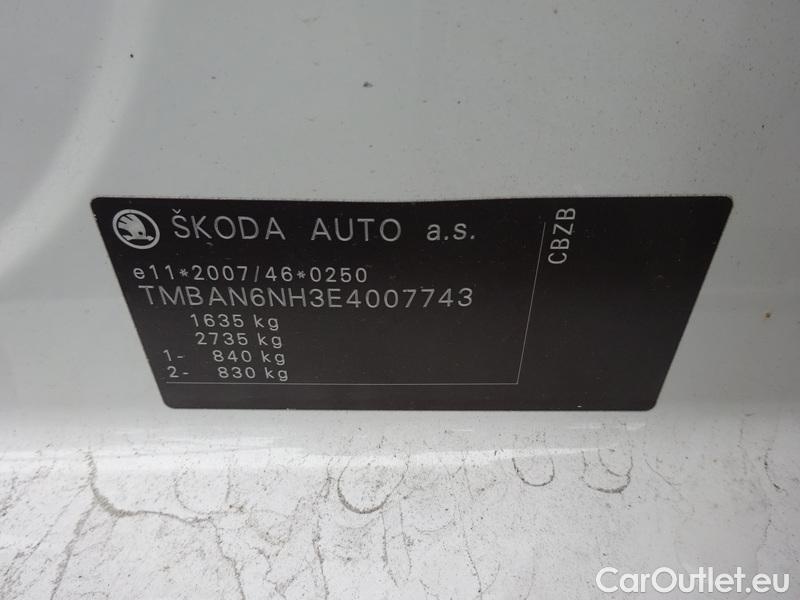 ŠKODA AUTO a.s.
e11*2007/46*0250
TMBAN6NH3E4007743
1635 kg
2735 kg
1- 840 kg
2- 830 kg
CBZB
CarOutlet.eu